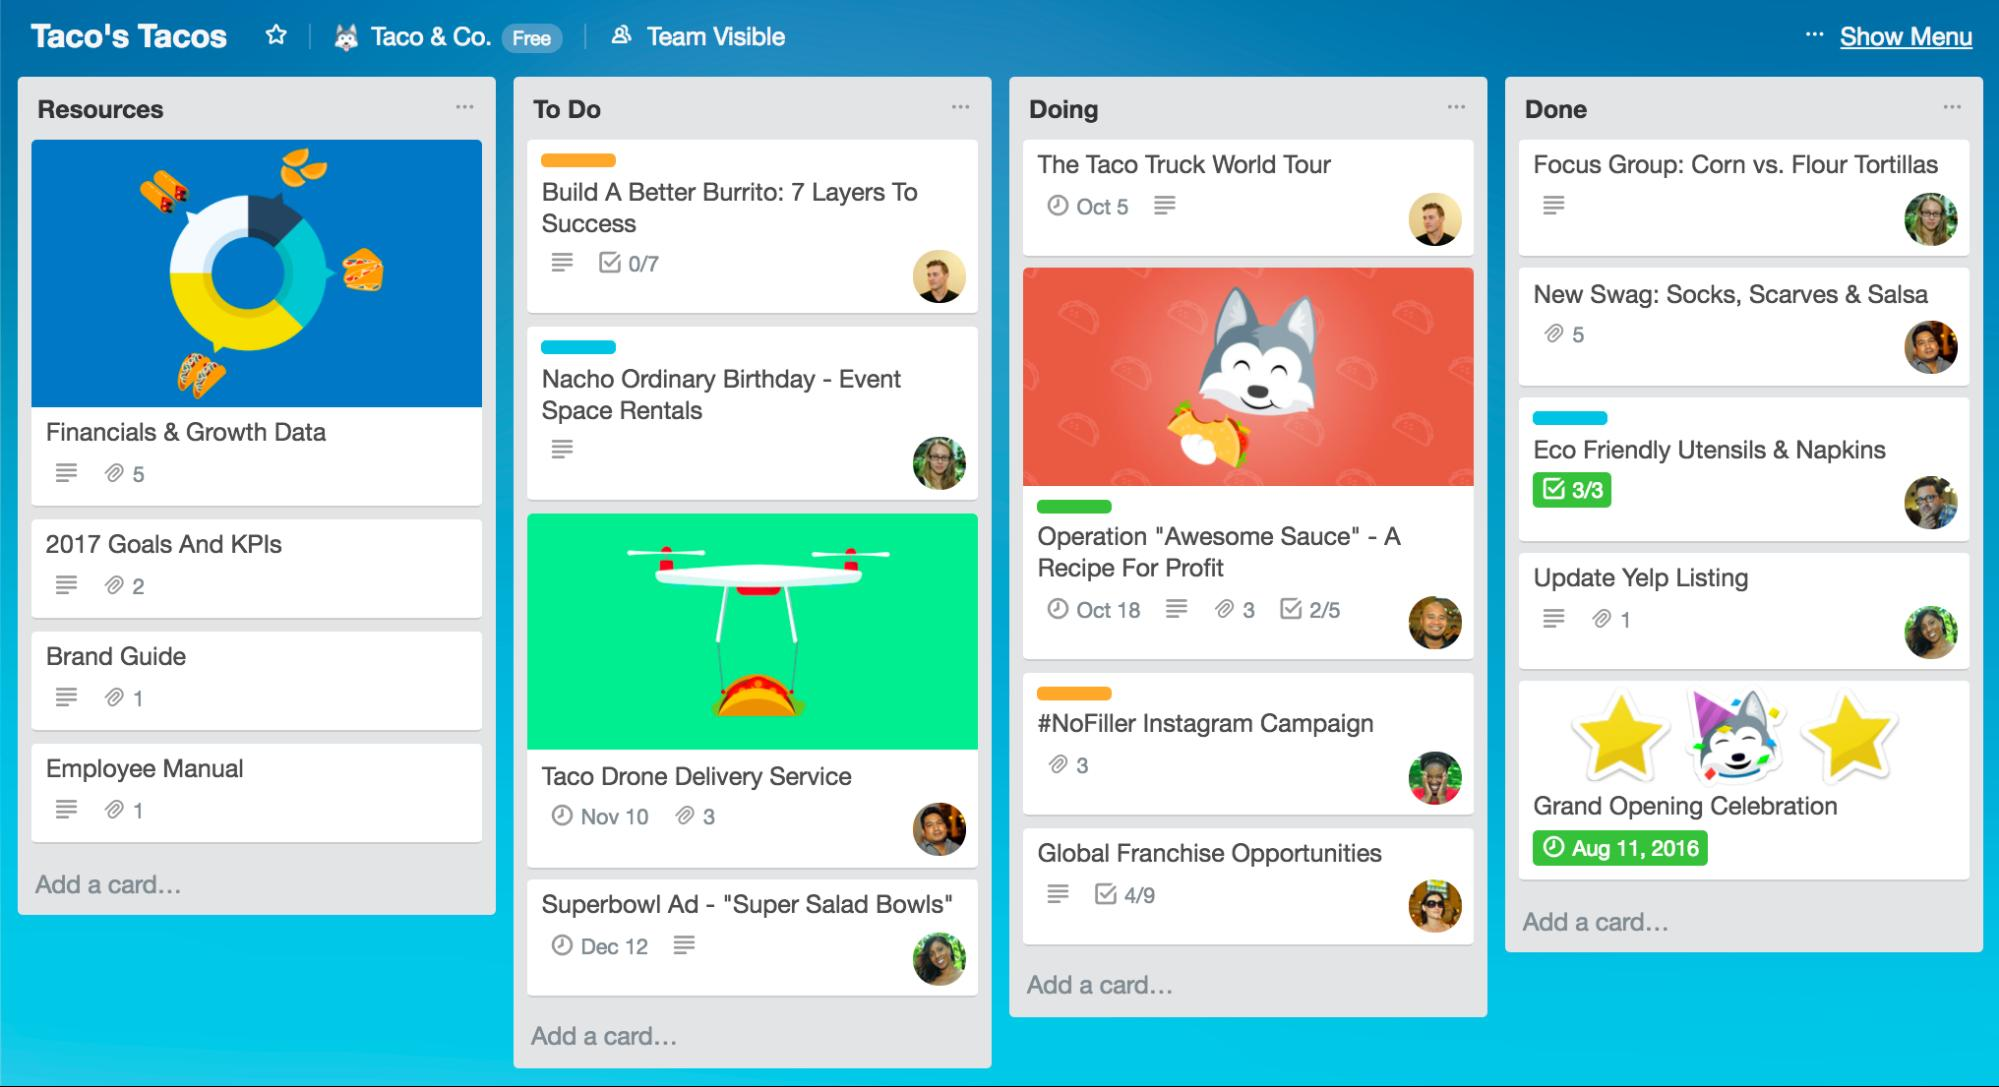 Taco's Tacos
Taco & Co. Free
Team Visible
... Show Menu
Resources ...
Financials & Growth Data
5
2017 Goals And KPIs
2
Brand Guide
1
Employee Manual
1
Add a card...
To Do ...
Build A Better Burrito: 7 Layers To
Success
0/7
Nacho Ordinary Birthday - Event
Space Rentals
Taco Drone Delivery Service
Nov 10 3
Superbowl Ad - "Super Salad Bowls"
Dec 12
Add a card...
Doing ...
The Taco Truck World Tour
Oct 5
Operation "Awesome Sauce" - A
Recipe For Profit
Oct 18 3 2/5
#NoFiller Instagram Campaign
3
Global Franchise Opportunities
4/9
Add a card...
Done ...
Focus Group: Corn vs. Flour Tortillas
New Swag: Socks, Scarves & Salsa
5
Eco Friendly Utensils & Napkins
3/3
Update Yelp Listing
1
Grand Opening Celebration
Aug 11, 2016
Add a card...